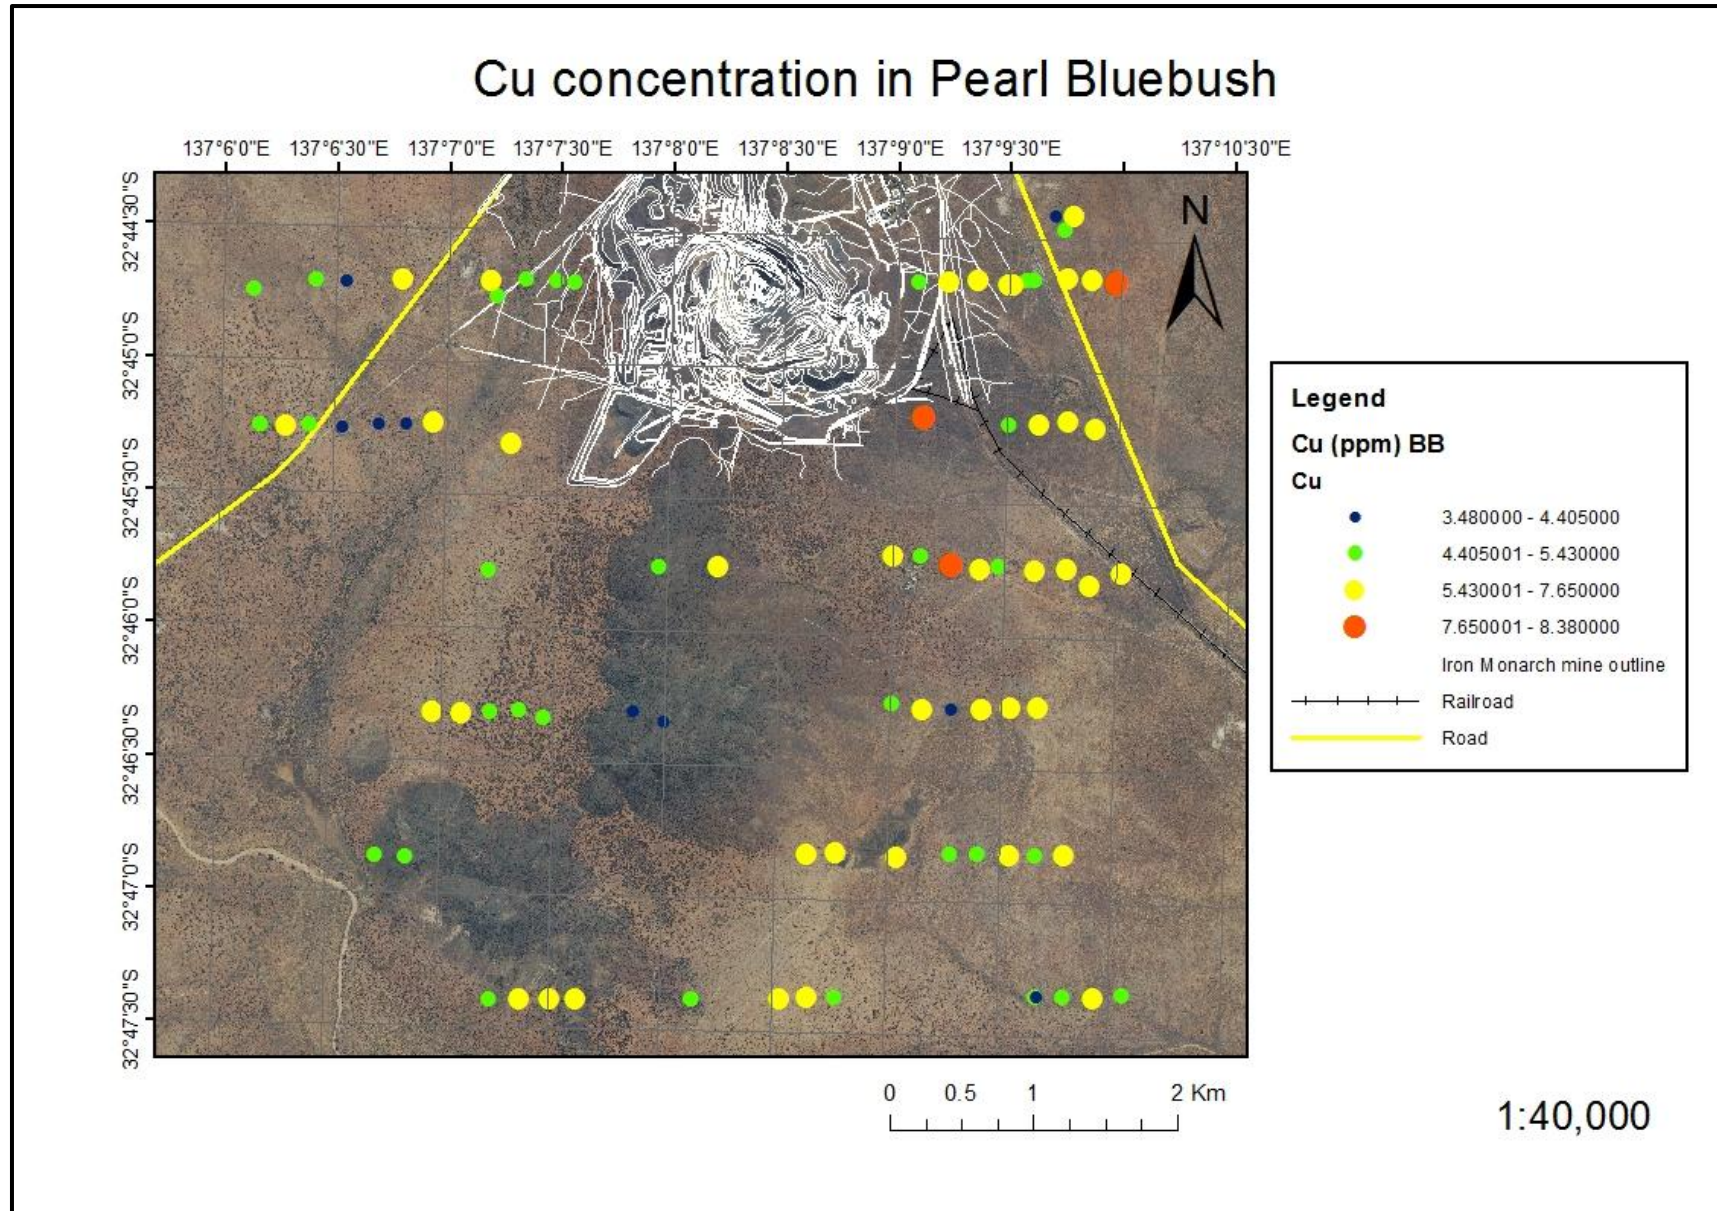 Cu concentration in Pearl Bluebush
137°6'0"E 137°6'30"E 137°7'0"E 137°7'30"E 137°8'0"E 137°8'30"E 137°9'0"E 137°9'30"E 137°10'30"E
32°44'30"S
32°45'0"S
32°45'30"S
32°46'0"S
32°46'30"S
32°47'0"S
32°47'30"S
N
Legend
Cu (ppm) BB
Cu
3.480000 - 4.405000
4.405001 - 5.430000
5.430001 - 7.650000
7.650001 - 8.380000
Iron Monarch mine outline
Railroad
Road
0 0.5 1 2 Km
1:40,000